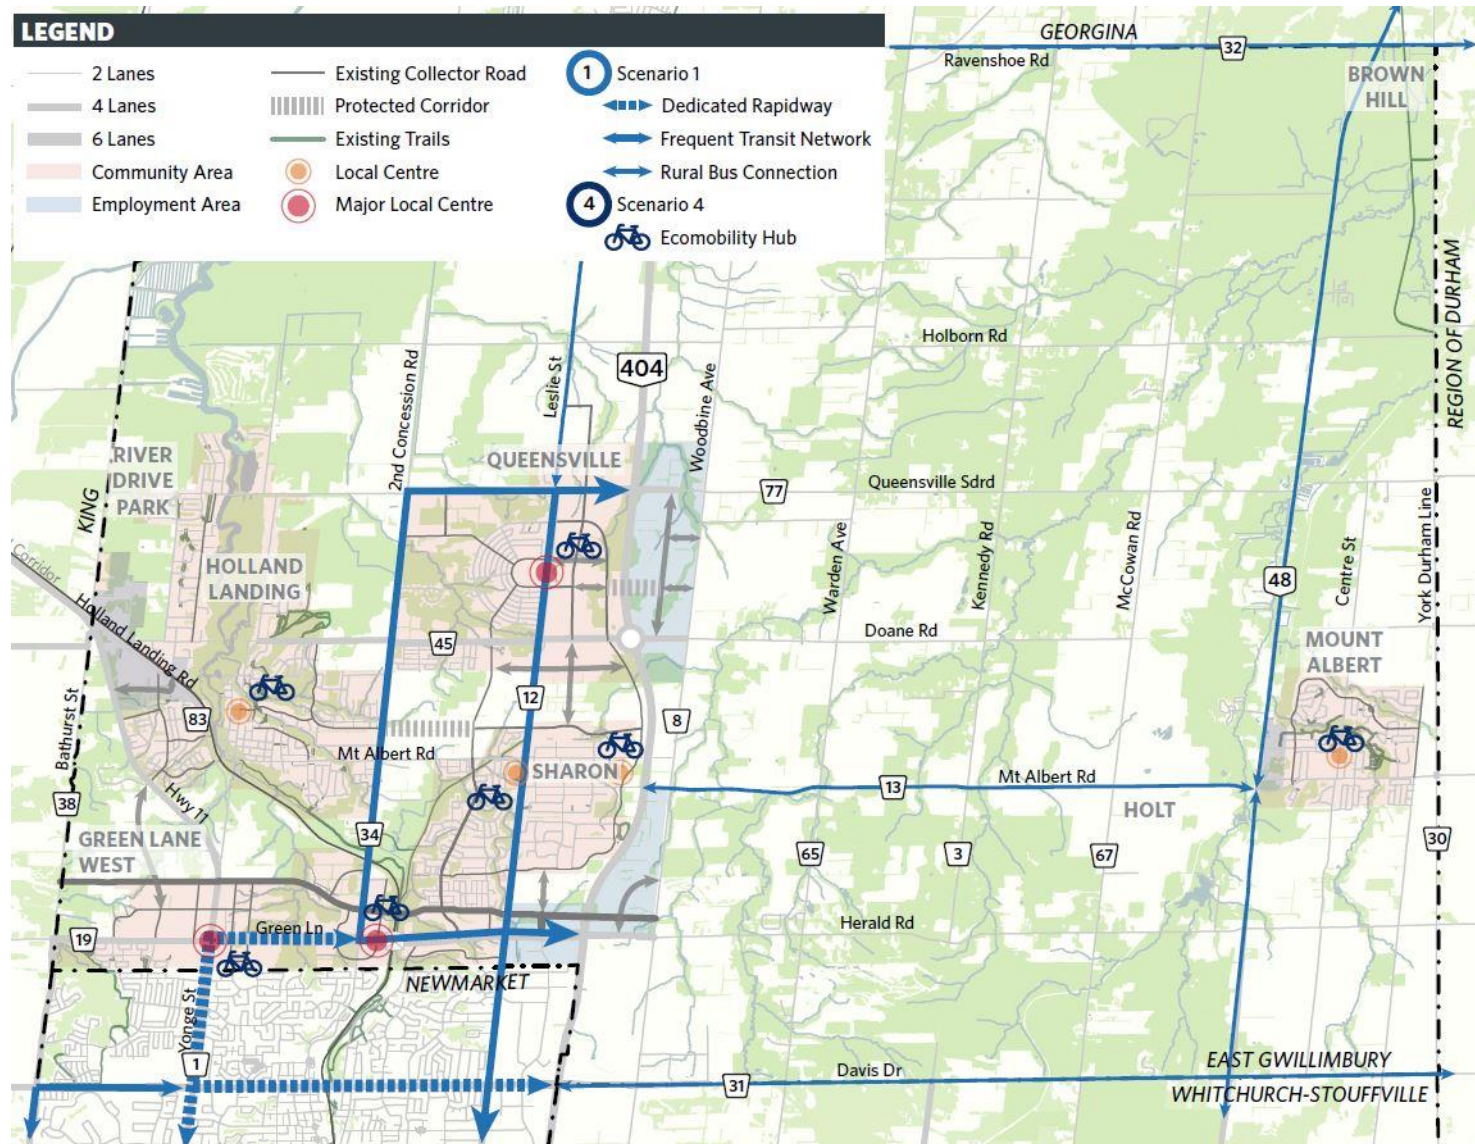 LEGEND
2 Lanes
4 Lanes
6 Lanes
Community Area
Employment Area
Existing Collector Road
Protected Corridor
Existing Trails
Local Centre
Major Local Centre
1 Scenario 1
Dedicated Rapidway
Frequent Transit Network
Rural Bus Connection
4 Scenario 4
Ecomobility Hub
GEORGINA
32
Ravenshoe Rd
BROWN
HILL
REGION OF DURHAM
Holborn Rd
404
Leslie St
2nd Concession Rd
Woodbine Ave
RIVER
DRIVE
PARK
KING
QUEENSVILLE
77
Queensville Sdrd
Corridor
HOLLAND
LANDING
Holland Landing Rd
Warden Ave
Kennedy Rd
McCowan Rd
48
Centre St
York Durham Line
45
Doane Rd
MOUNT
ALBERT
Bathurst St
83
12
8
Mt Albert Rd
SHARON
13
Mt Albert Rd
HOLT
38
Hwy 11
GREEN LANE
WEST
34
65
3
67
30
19
Green Ln
Herald Rd
NEWMARKET
Yonge St
1
31
Davis Dr
EAST GWILLIMBURY
WHITCHURCH-STOUFFVILLE